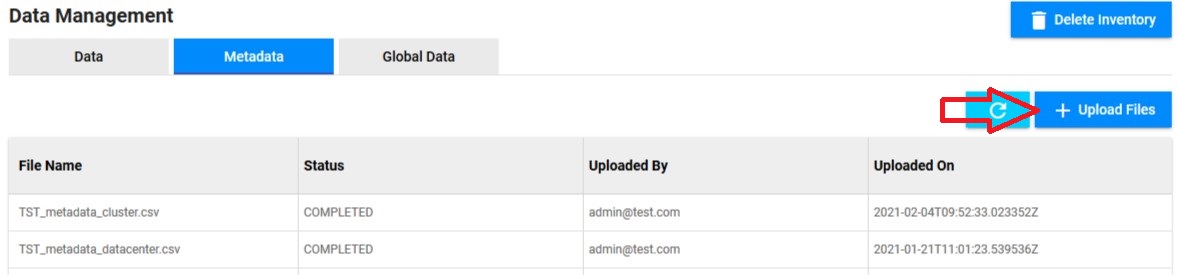 Data Management
Delete Inventory
Data Metadata Global Data
+ Upload Files
File Name Status Uploaded By Uploaded On
TST_metadata_cluster.csv COMPLETED admin@test.com 2021-02-04T09:52:33.023352Z
TST_metadata_datacenter.csv COMPLETED admin@test.com 2021-01-21T11:01:23.539536Z